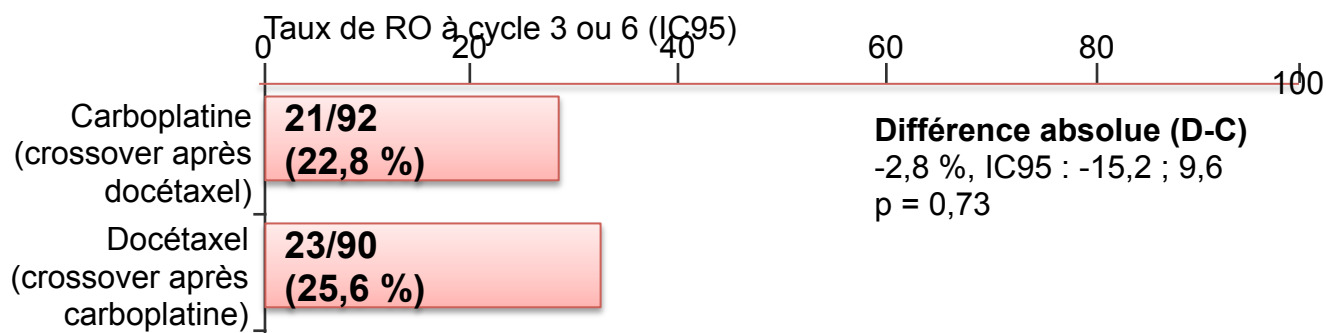 Taux de RO à cycle 3 ou 6 (IC95)
0 20 40 60 80 100
Carboplatine
(crossover après
docétaxel)
21/92
(22,8 %)
Différence absolue (D-C)
-2,8 %, IC95 : -15,2 ; 9,6
p = 0,73
Docétaxel
(crossover après
carboplatine)
23/90
(25,6 %)